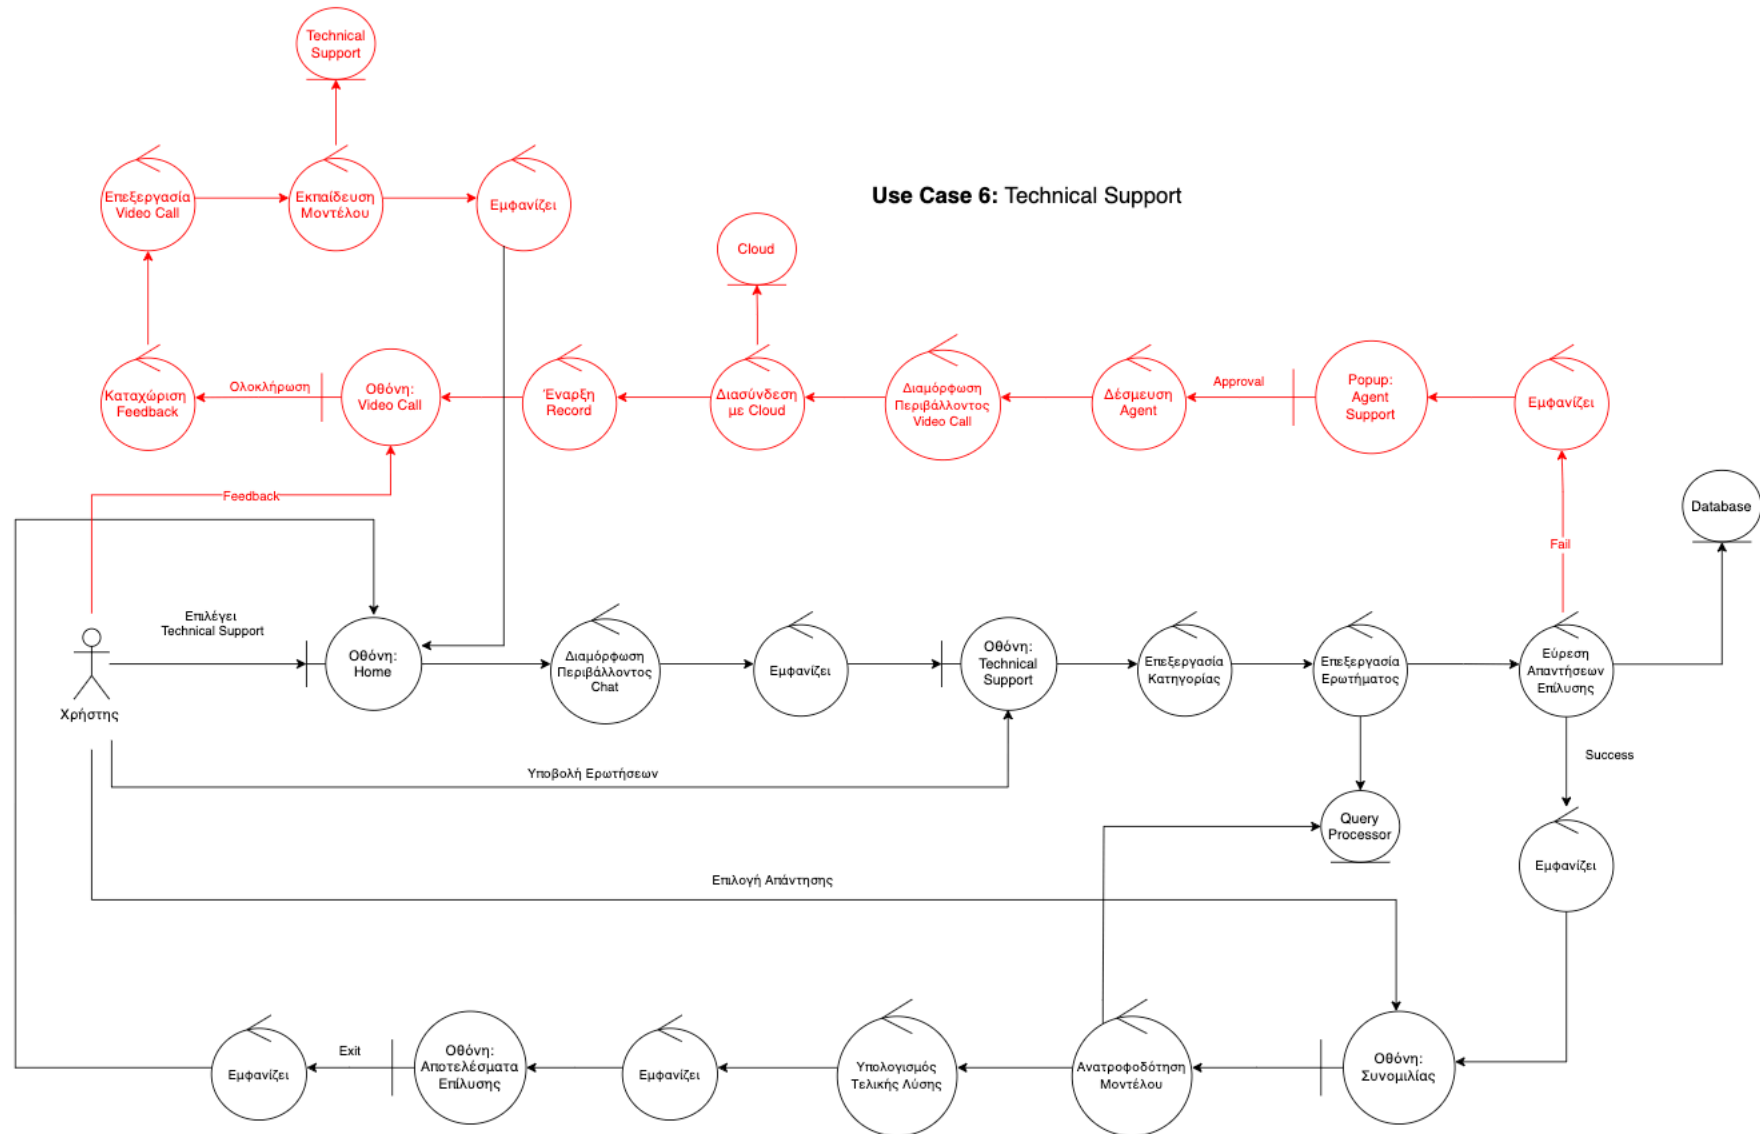 Technical
Support
Επεξεργασία
Video Call
Εκπαίδευση
Μοντέλου
Εμφανίζει
Use Case 6: Technical Support
Cloud
Καταχώριση
Feedback
Ολοκλήρωση
Οθόνη:
Video Call
Έναρξη
Record
Διασύνδεση
με Cloud
Διαμόρφωση
Περιβάλλοντος
Video Call
Δέσμευση
Agent
Approval
Popup:
Agent
Support
Εμφανίζει
Feedback
Database
Fail
Επιλέγει
Technical Support
Χρήστης
Οθόνη:
Home
Διαμόρφωση
Περιβάλλοντος
Chat
Εμφανίζει
Οθόνη:
Technical
Support
Επεξεργασία
Κατηγορίας
Επεξεργασία
Ερωτήματος
Εύρεση
Απαντήσεων
Επίλυσης
Υποβολή Ερωτήσεων
Success
Query
Processor
Εμφανίζει
Επιλογή Απάντησης
Εμφανίζει
Exit
Οθόνη:
Αποτελέσματα
Επίλυσης
Εμφανίζει
Υπολογισμός
Τελικής Λύσης
Ανατροφοδότηση
Μοντέλου
Οθόνη:
Συνομιλίας